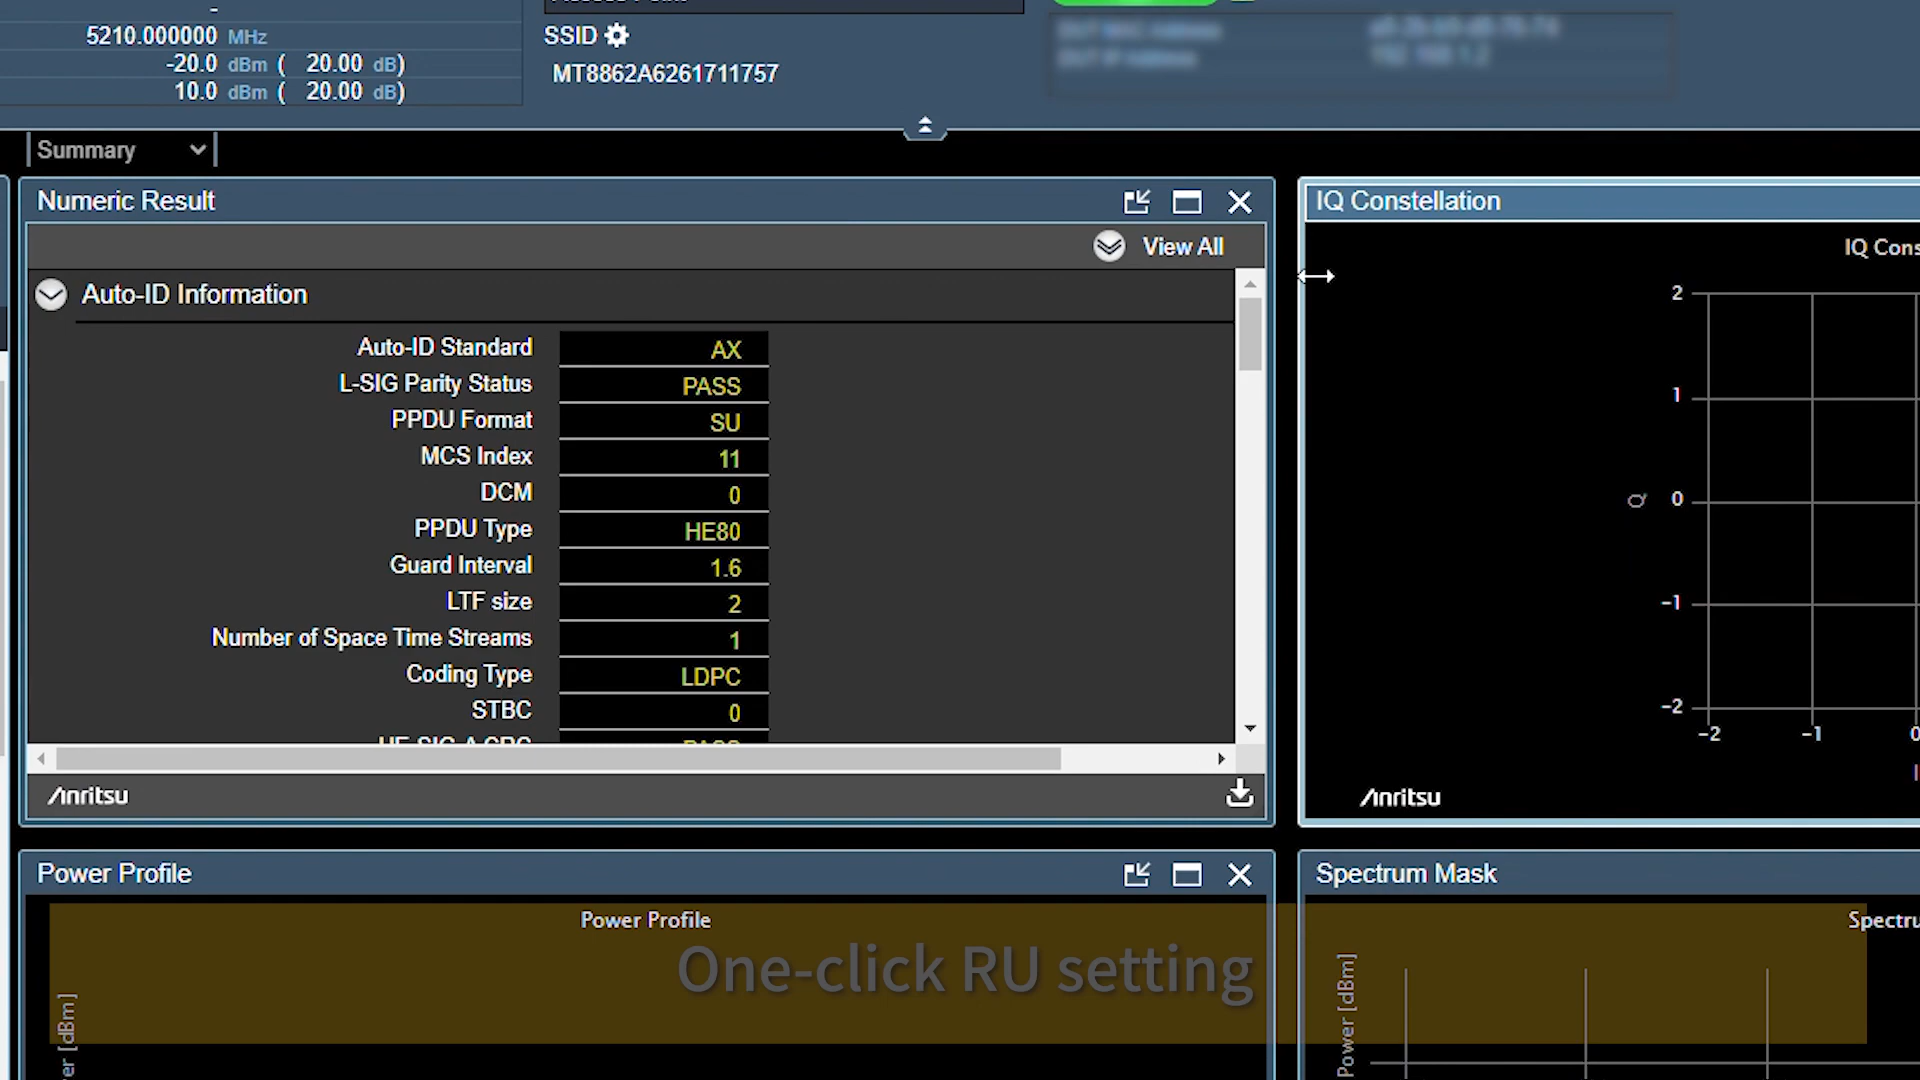 -
5210.000000 MHz
-20.0 dBm ( 20.00 dB)
10.0 dBm ( 20.00 dB)
SSID
MT8862A6261711757
Summary
Numeric Result
View All
Auto-ID Information
Auto-ID Standard AX
L-SIG Parity Status PASS
PPDU Format SU
MCS Index 11
DCM 0
PPDU Type HE80
Guard Interval 1.6
LTF size 2
Number of Space Time Streams 1
Coding Type LDPC
STBC 0
Anritsu
IQ Constellation
IQ Cons
2
1
Q 0
-1
-2
-2 -1 0
I
Anritsu
Power Profile
Power Profile
Spectrum Mask
Spectru
Power [dBm]
wer [dBm]
One-click RU setting